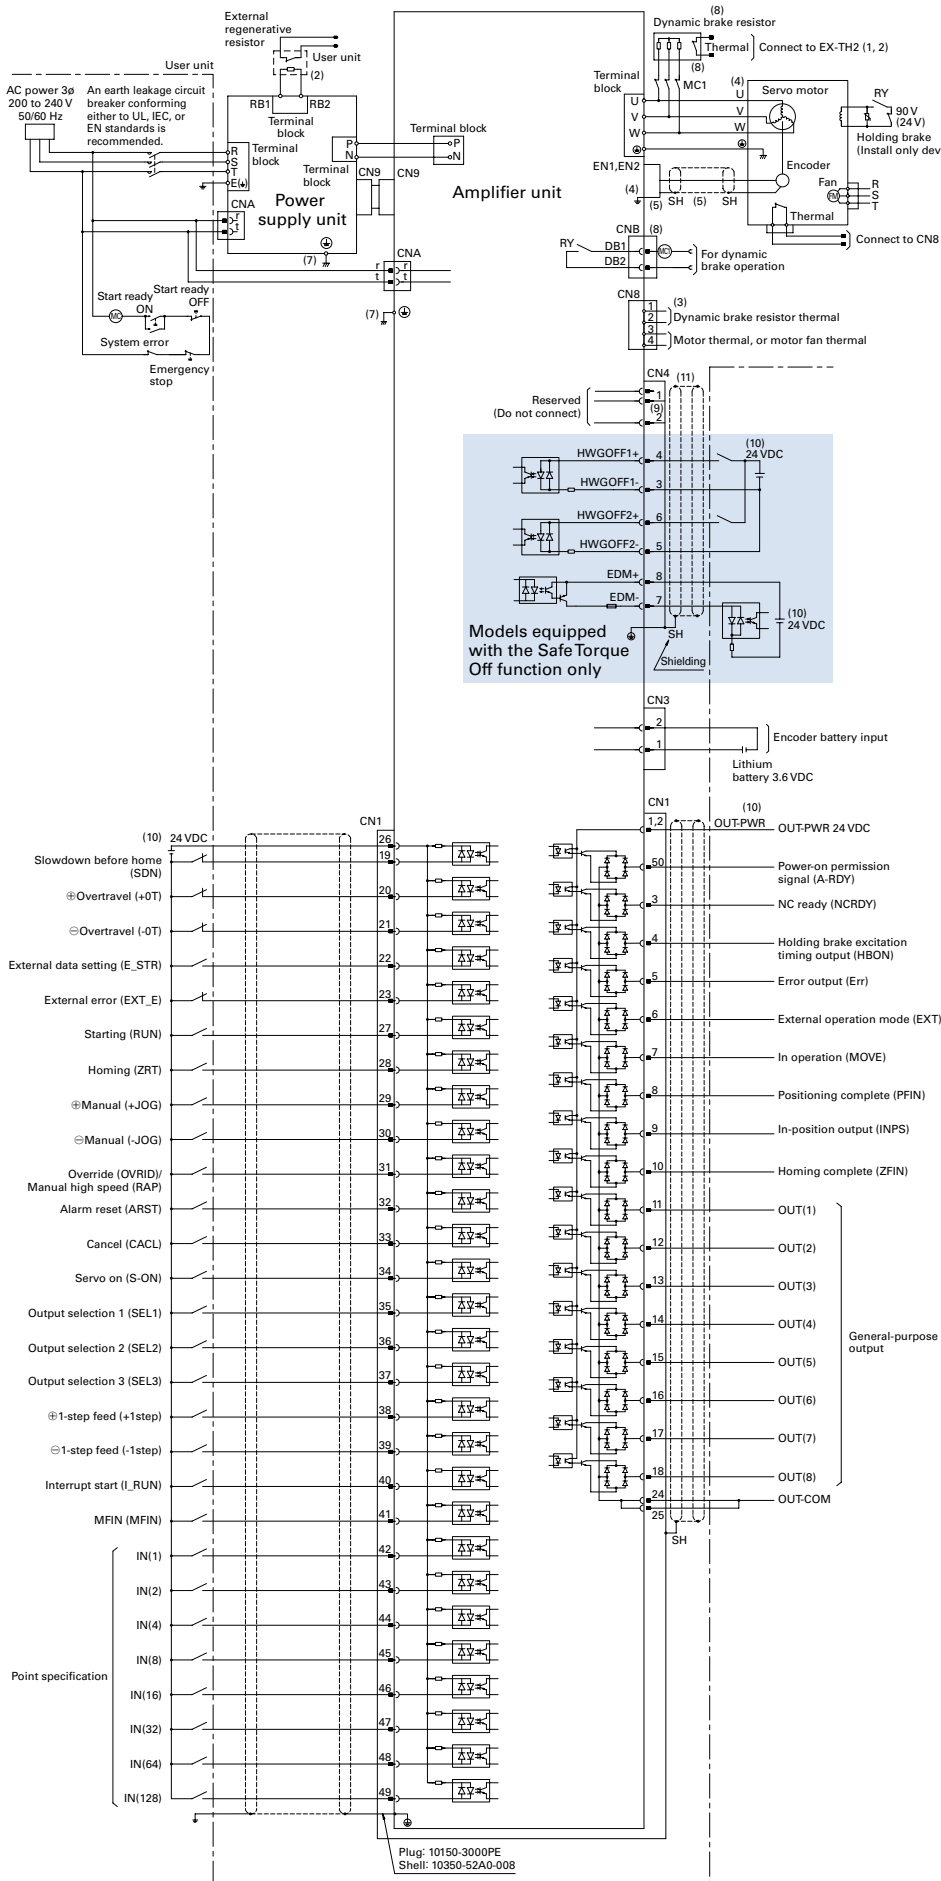 External
regenerative
resistor
User unit
(2)
User unit
AC power 3ø
200 to 240 V
50/60 Hz
An earth leakage circuit
breaker conforming
either to UL, IEC, or
EN standards is
recommended.
RB1
RB2
Terminal
block
R
S
T
E(⏚)
Terminal
block
P
N
Terminal
block
Terminal block
P
N
CN9
CN9
Power
supply unit
CNA
r
t
(7)
Amplifier unit
CNA
r
t
r
t
(7)
Start ready
ON
Start ready
OFF
MC
System error
Emergency
stop
(8)
Dynamic brake resistor
Thermal
Connect to EX-TH2 (1, 2)
(8)
MC1
Terminal
block
U
V
W
(4)
U
V
W
Servo motor
RY
90 V
(24 V)
Holding brake
(Install only dev
EN1,EN2
(4)
(5)
SH
(5)
SH
Encoder
Fan
FM
R
S
T
Thermal
Connect to CN8
CNB
(8)
RY
DB1
DB2
MC1
For dynamic
brake operation
CN8
1
2
3
4
(3)
Dynamic brake resistor thermal
Motor thermal, or motor fan thermal
CN4
(11)
Reserved
(Do not connect)
1
(9)
2
HWGOFF1+
4
(10)
24 VDC
HWGOFF1-
3
HWGOFF2+
6
HWGOFF2-
5
EDM+
8
EDM-
7
(10)
24 VDC
SH
Shielding
Models equipped
with the Safe Torque
Off function only
CN3
2
1
Encoder battery input
Lithium
battery 3.6 VDC
CN1
(10)
24 VDC
26
Slowdown before home
(SDN)
19
⊕Overtravel (+0T)
20
⊖Overtravel (-0T)
21
External data setting (E_STR)
22
External error (EXT_E)
23
Starting (RUN)
27
Homing (ZRT)
28
⊕Manual (+JOG)
29
⊖Manual (-JOG)
30
Override (OVRID)/
Manual high speed (RAP)
31
Alarm reset (ARST)
32
Cancel (CACL)
33
Servo on (S-ON)
34
Output selection 1 (SEL1)
35
Output selection 2 (SEL2)
36
Output selection 3 (SEL3)
37
⊕1-step feed (+1step)
38
⊖1-step feed (-1step)
39
Interrupt start (I_RUN)
40
MFIN (MFIN)
41
Point specification
IN(1)
42
IN(2)
43
IN(4)
44
IN(8)
45
IN(16)
46
IN(32)
47
IN(64)
48
IN(128)
49
Plug: 10150-3000PE
Shell: 10350-52A0-008
CN1
(10)
1,2
OUT-PWR
OUT-PWR 24 VDC
50
Power-on permission
signal (A-RDY)
3
NC ready (NCRDY)
4
Holding brake excitation
timing output (HBON)
5
Error output (Err)
6
External operation mode (EXT)
7
In operation (MOVE)
8
Positioning complete (PFIN)
9
In-position output (INPS)
10
Homing complete (ZFIN)
11
OUT(1)
12
OUT(2)
13
OUT(3)
14
OUT(4)
15
OUT(5)
16
OUT(6)
17
OUT(7)
18
OUT(8)
General-purpose
output
24
OUT-COM
25
SH